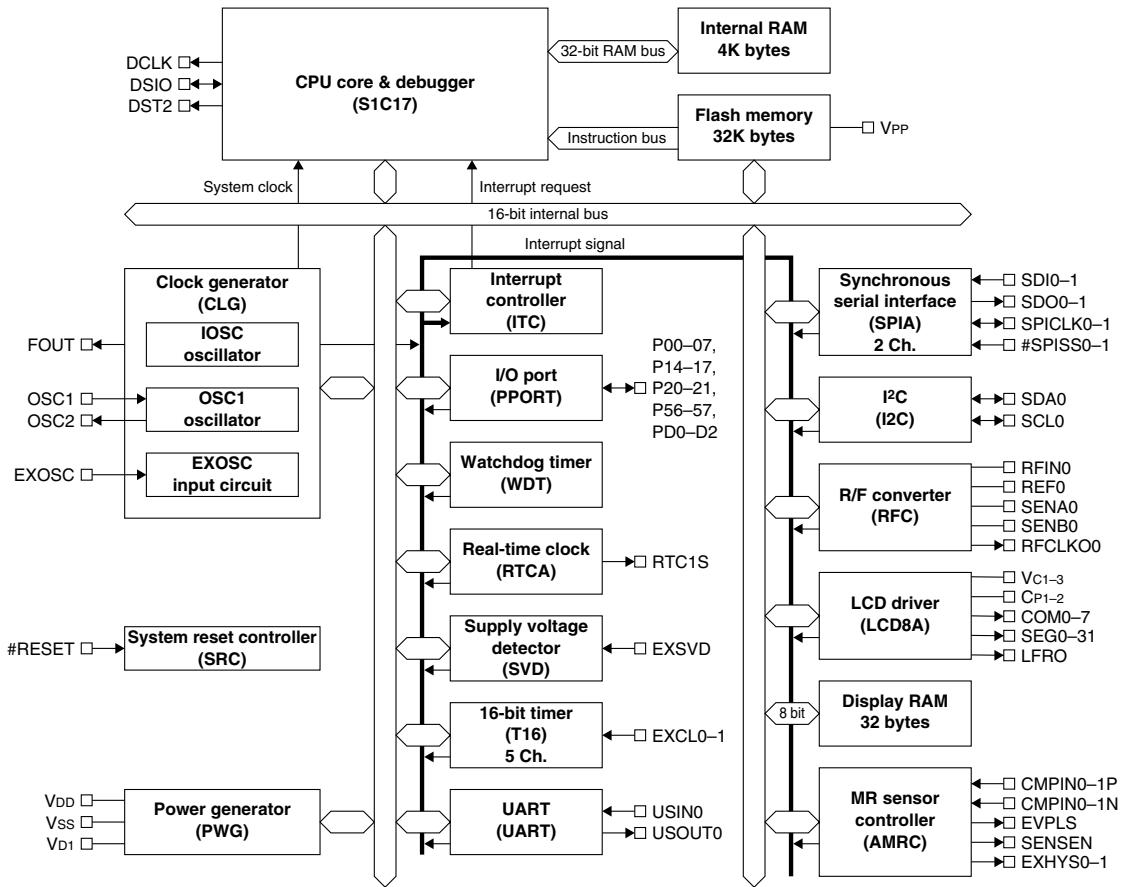 Internal RAM
4K bytes
32-bit RAM bus
DCLK
DSIO
DST2
CPU core & debugger
(S1C17)
Flash memory
32K bytes
Instruction bus
VPP
System clock
Interrupt request
16-bit internal bus
Interrupt signal
Clock generator
(CLG)
IOSC
oscillator
FOUT
OSC1
OSC2
OSC1
oscillator
EXOSC
EXOSC
input circuit
#RESET
System reset controller
(SRC)
VDD
VSS
VD1
Power generator
(PWG)
Interrupt
controller
(ITC)
I/O port
(PPORT)
P00–07,
P14–17,
P20–21,
P56–57,
PD0–D2
Watchdog timer
(WDT)
Real-time clock
(RTCA)
RTC1S
Supply voltage
detector
(SVD)
EXSVD
16-bit timer
(T16)
5 Ch.
EXCL0–1
UART
(UART)
USIN0
USOUT0
Synchronous
serial interface
(SPIA)
2 Ch.
SDI0–1
SDO0–1
SPICLK0–1
#SPISS0–1
I2C
(I2C)
SDA0
SCL0
R/F converter
(RFC)
RFIN0
REF0
SENA0
SENB0
RFCLKO0
LCD driver
(LCD8A)
VC1–3
CP1–2
COM0–7
SEG0–31
LFRO
8 bit
Display RAM
32 bytes
MR sensor
controller
(AMRC)
CMPIN0–1P
CMPIN0–1N
EVPLS
SENSEN
EXHYS0–1